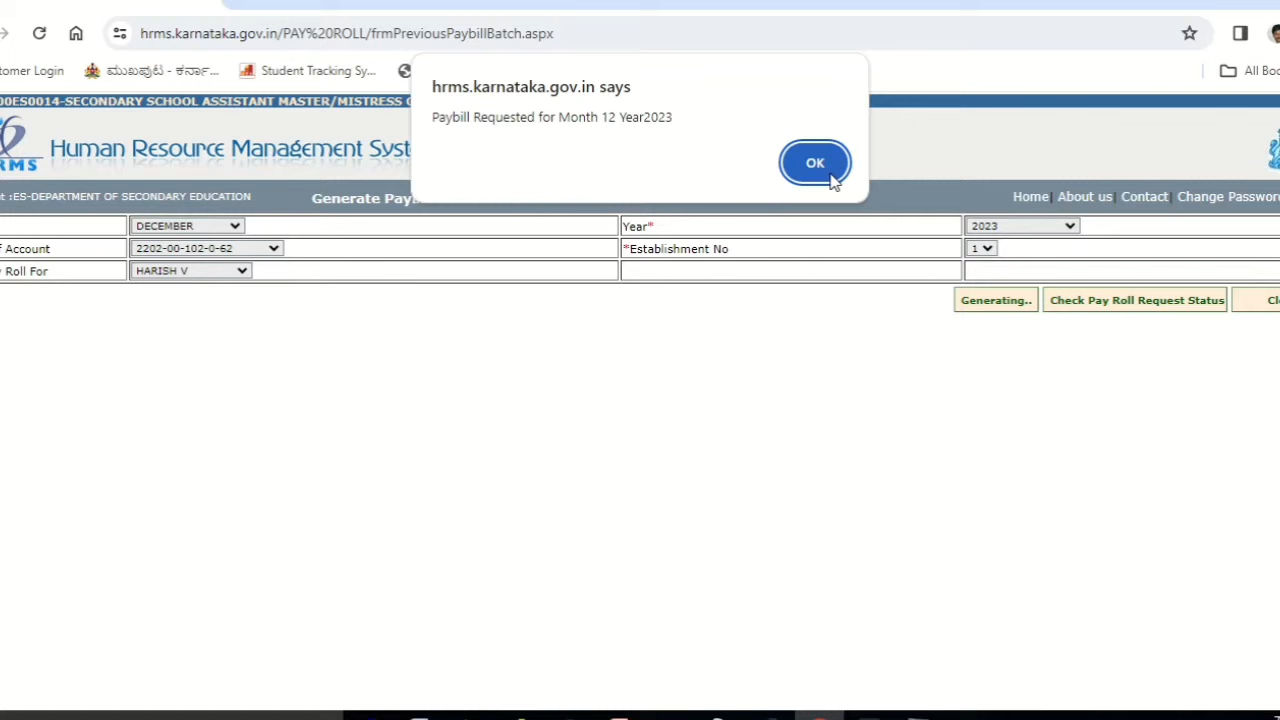 hrms.karnataka.gov.in/PAY%20ROLL/frmPreviousPaybillBatch.aspx
tomer Login ಮುಖಪುಟ - ಕರ್ನಾ... Student Tracking Sy... All Boo
hrms.karnataka.gov.in says
Paybill Requested for Month 12 Year2023
OK
00ES0014-SECONDARY SCHOOL ASSISTANT MASTER/MISTRESS
RMS Human Resource Management Syst
t :ES-DEPARTMENT OF SECONDARY EDUCATION Generate Pay Home| About us| Contact| Change Password
DECEMBER Year* 2023
f Account 2202-00-102-0-62 *Establishment No 1
Roll For HARISH V
Generating.. Check Pay Roll Request Status Cl